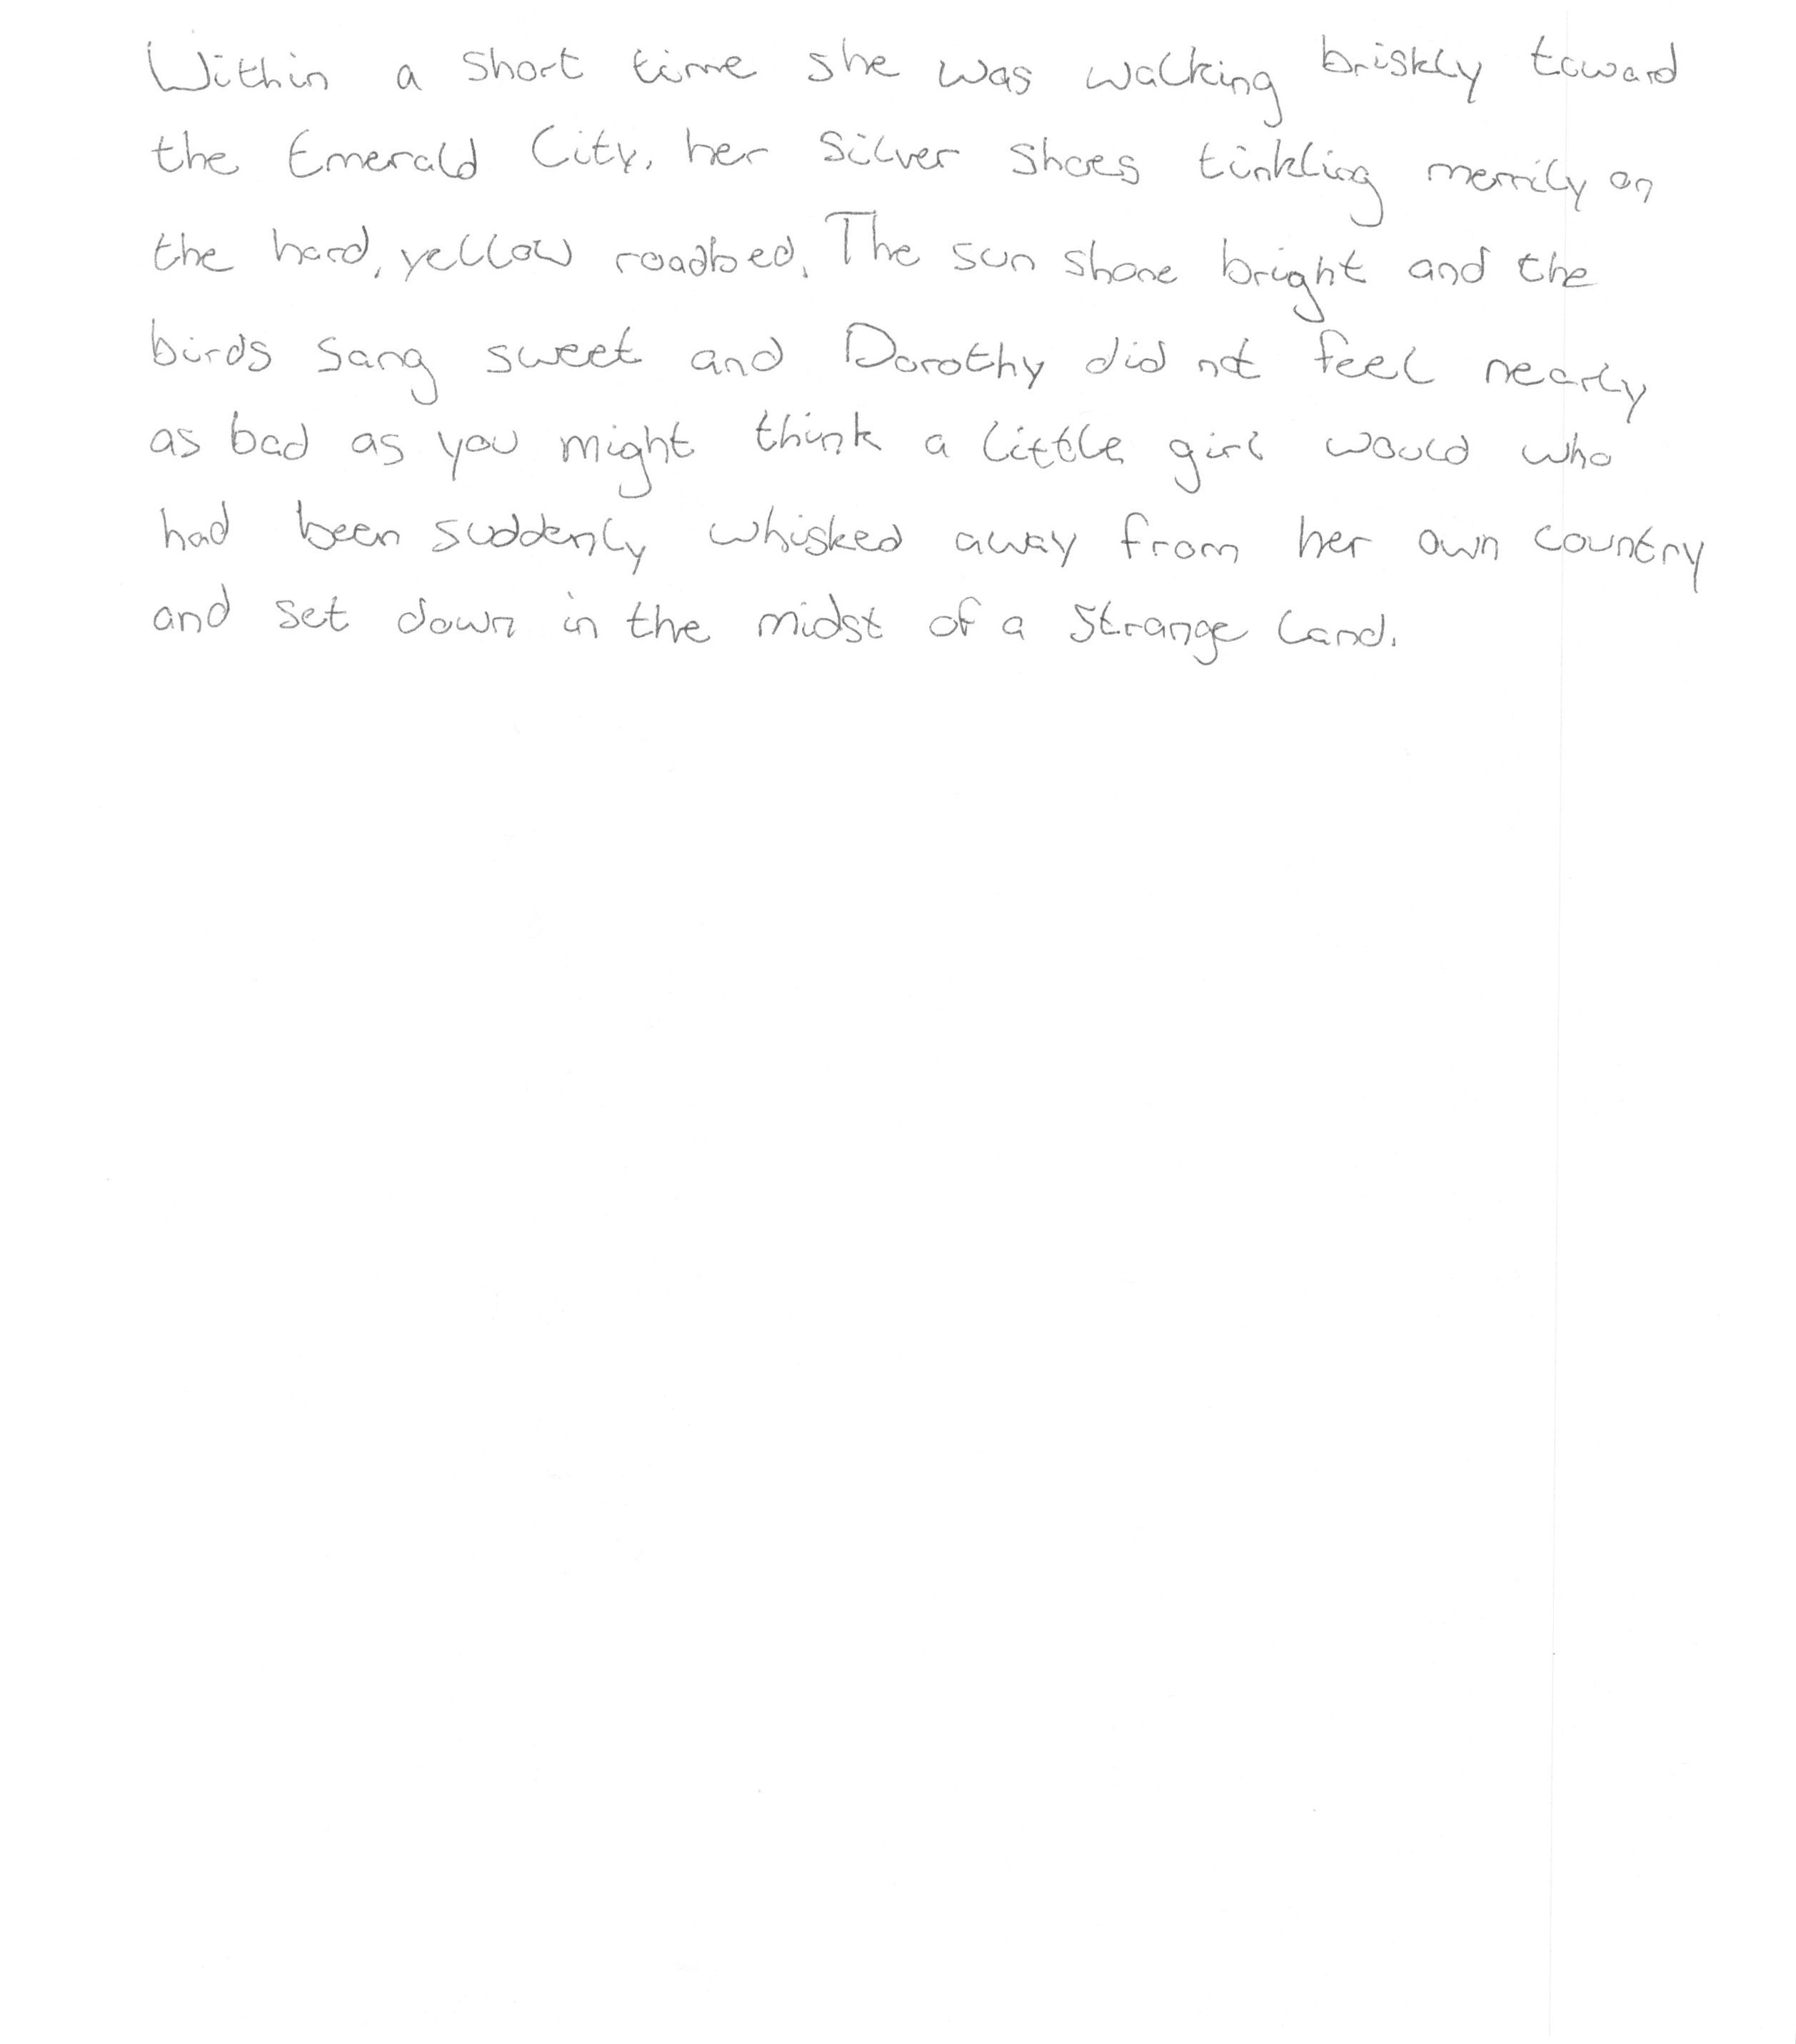 Within a short time she was walking briskly toward
the Emerald City, her Silver Shoes tinkling merrily on
the hard, yellow roadbed. The sun shone bright and the
birds sang sweet and Dorothy did not feel nearly
as bad as you might think a little girl would who
had been suddenly whisked away from her own country
and set down in the midst of a strange land.